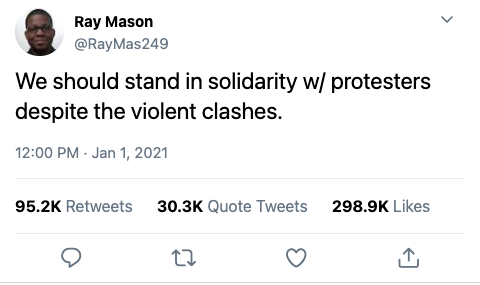 Ray Mason
@RayMas249
We should stand in solidarity w/ protesters
despite the violent clashes.
12:00 PM · Jan 1, 2021
95.2K Retweets 30.3K Quote Tweets 298.9K Likes